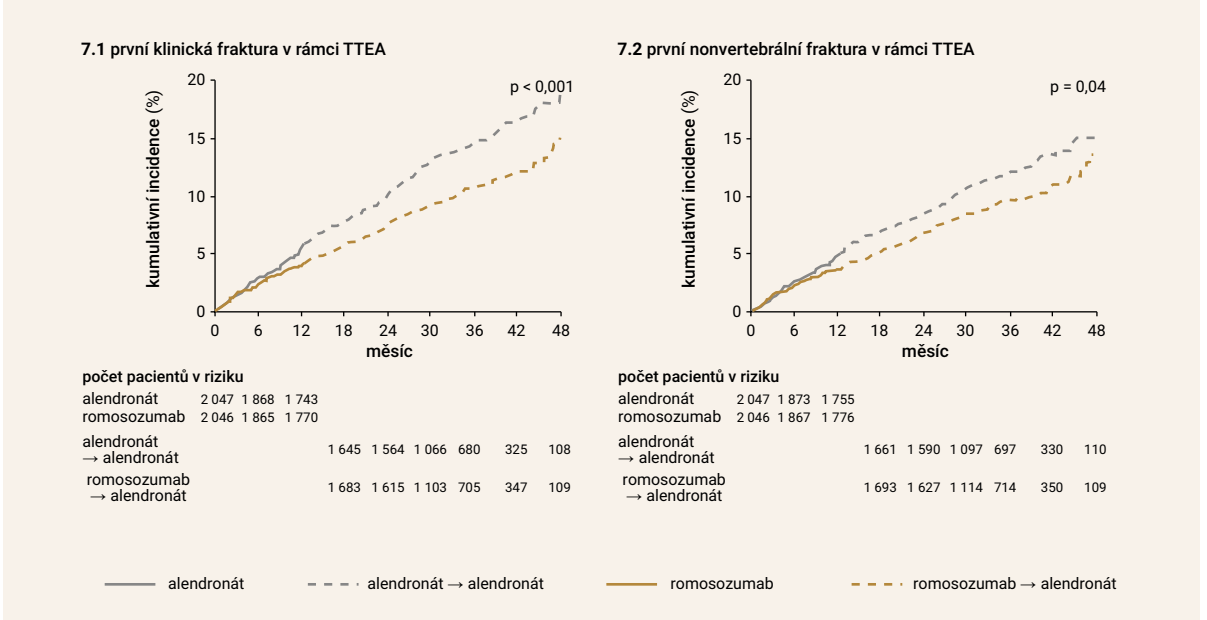 7.1 první klinická fraktura v rámci TTEA
kumulativní incidence (%)
20
15
10
5
0
p < 0,001
0 6 12 18 24 30 36 42 48
měsíc
počet pacientů v riziku
alendronát 2 047 1 868 1 743
romosozumab 2 046 1 865 1 770
alendronát
→ alendronát
1 645 1 564 1 066 680 325 108
romosozumab
→ alendronát
1 683 1 615 1 103 705 347 109
7.2 první nonvertebrální fraktura v rámci TTEA
kumulativní incidence (%)
20
15
10
5
0
p = 0,04
0 6 12 18 24 30 36 42 48
měsíc
počet pacientů v riziku
alendronát 2 047 1 873 1 755
romosozumab 2 046 1 867 1 776
alendronát
→ alendronát
1 661 1 590 1 097 697 330 110
romosozumab
→ alendronát
1 693 1 627 1 114 714 350 109
alendronát alendronát → alendronát romosozumab romosozumab → alendronát